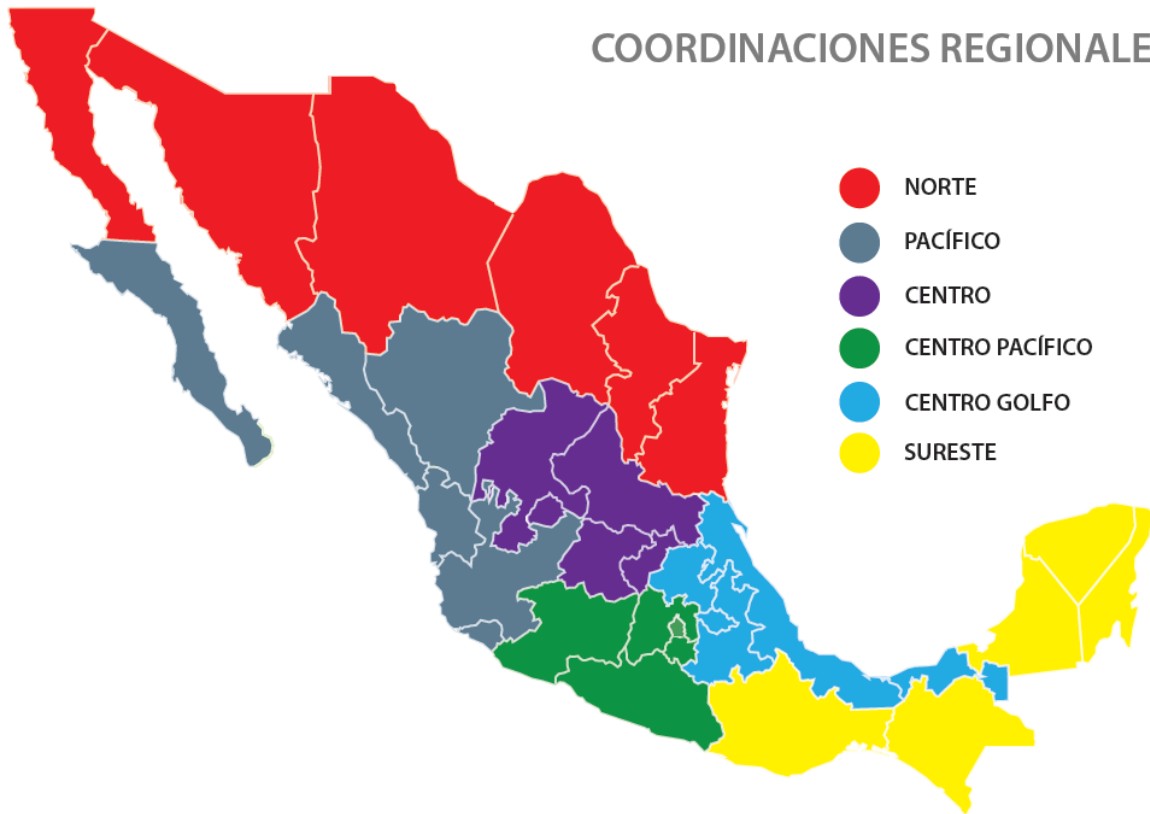 COORDINACIONES REGIONALE
NORTE
PACÍFICO
CENTRO
CENTRO PACÍFICO
CENTRO GOLFO
SURESTE